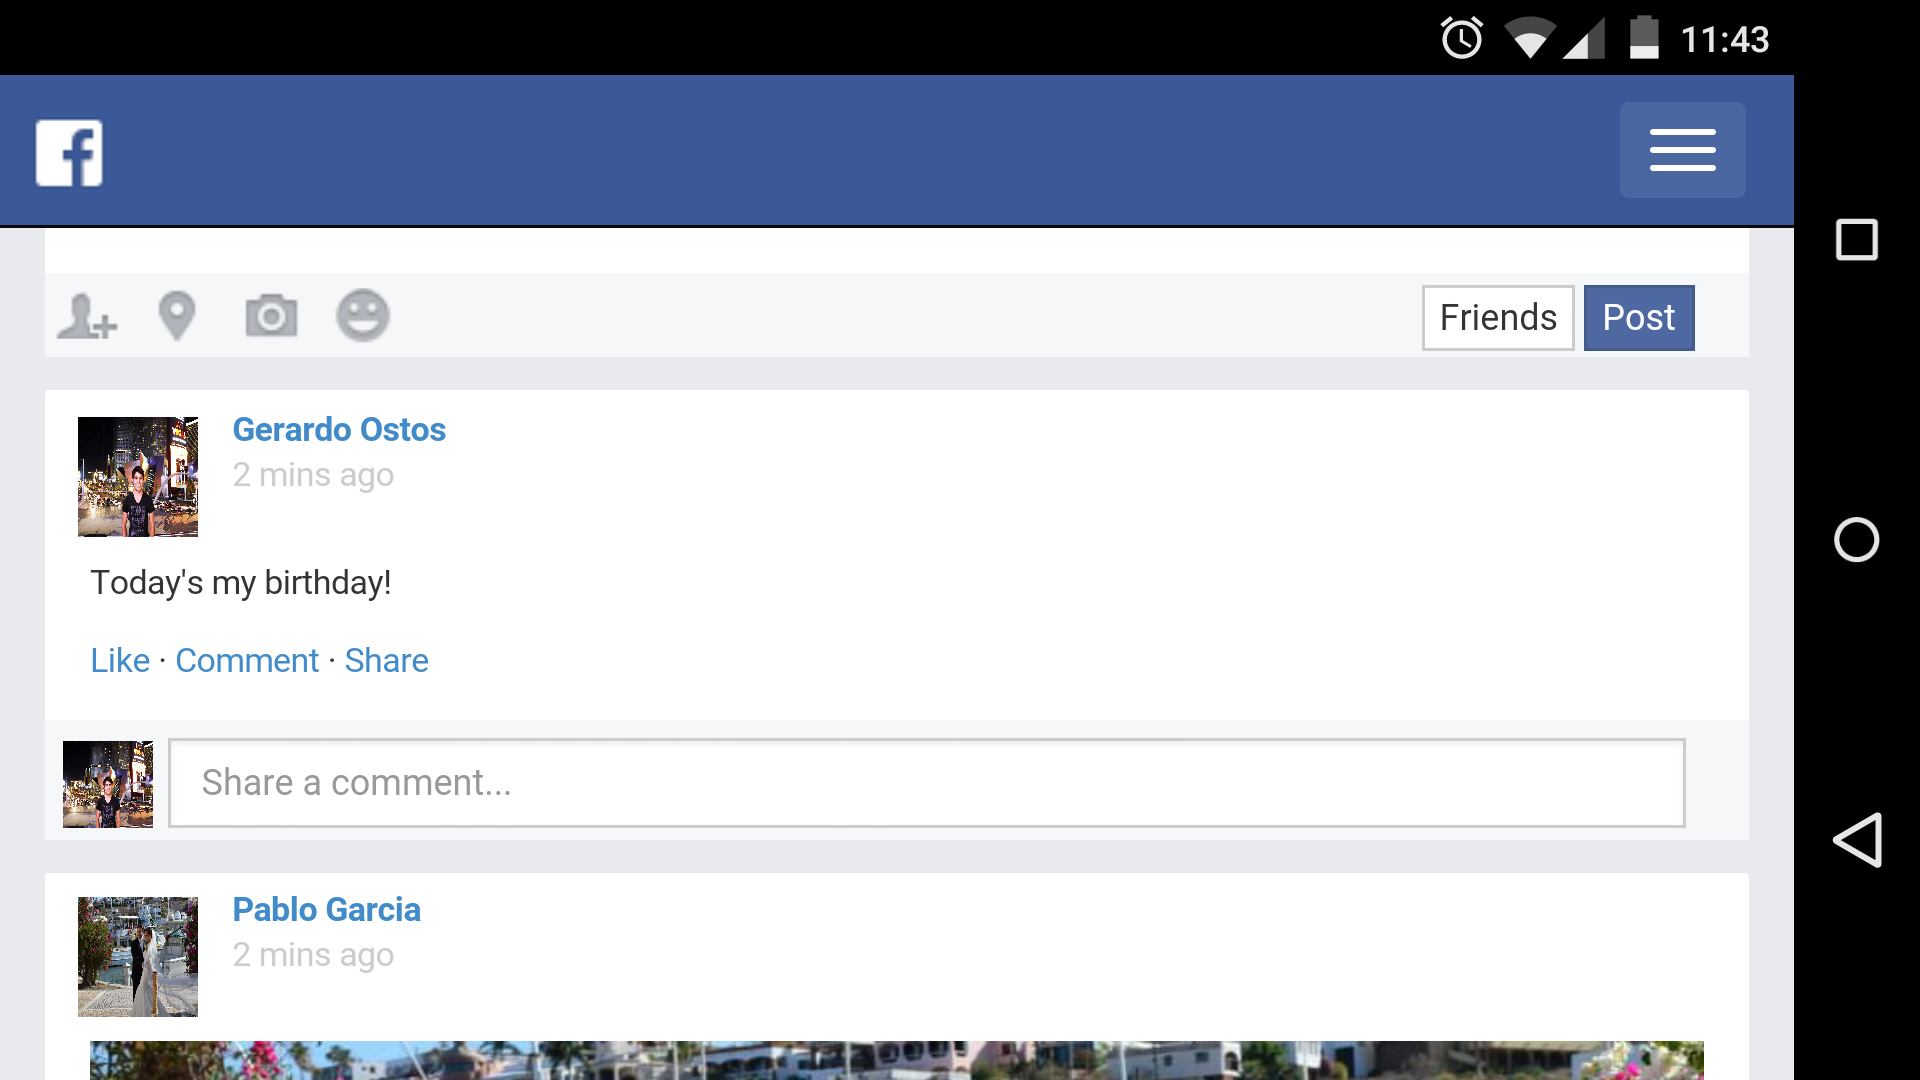 11:43
f
Friends Post
Gerardo Ostos
2 mins ago
Today's my birthday!
Like · Comment · Share
Share a comment...
Pablo Garcia
2 mins ago